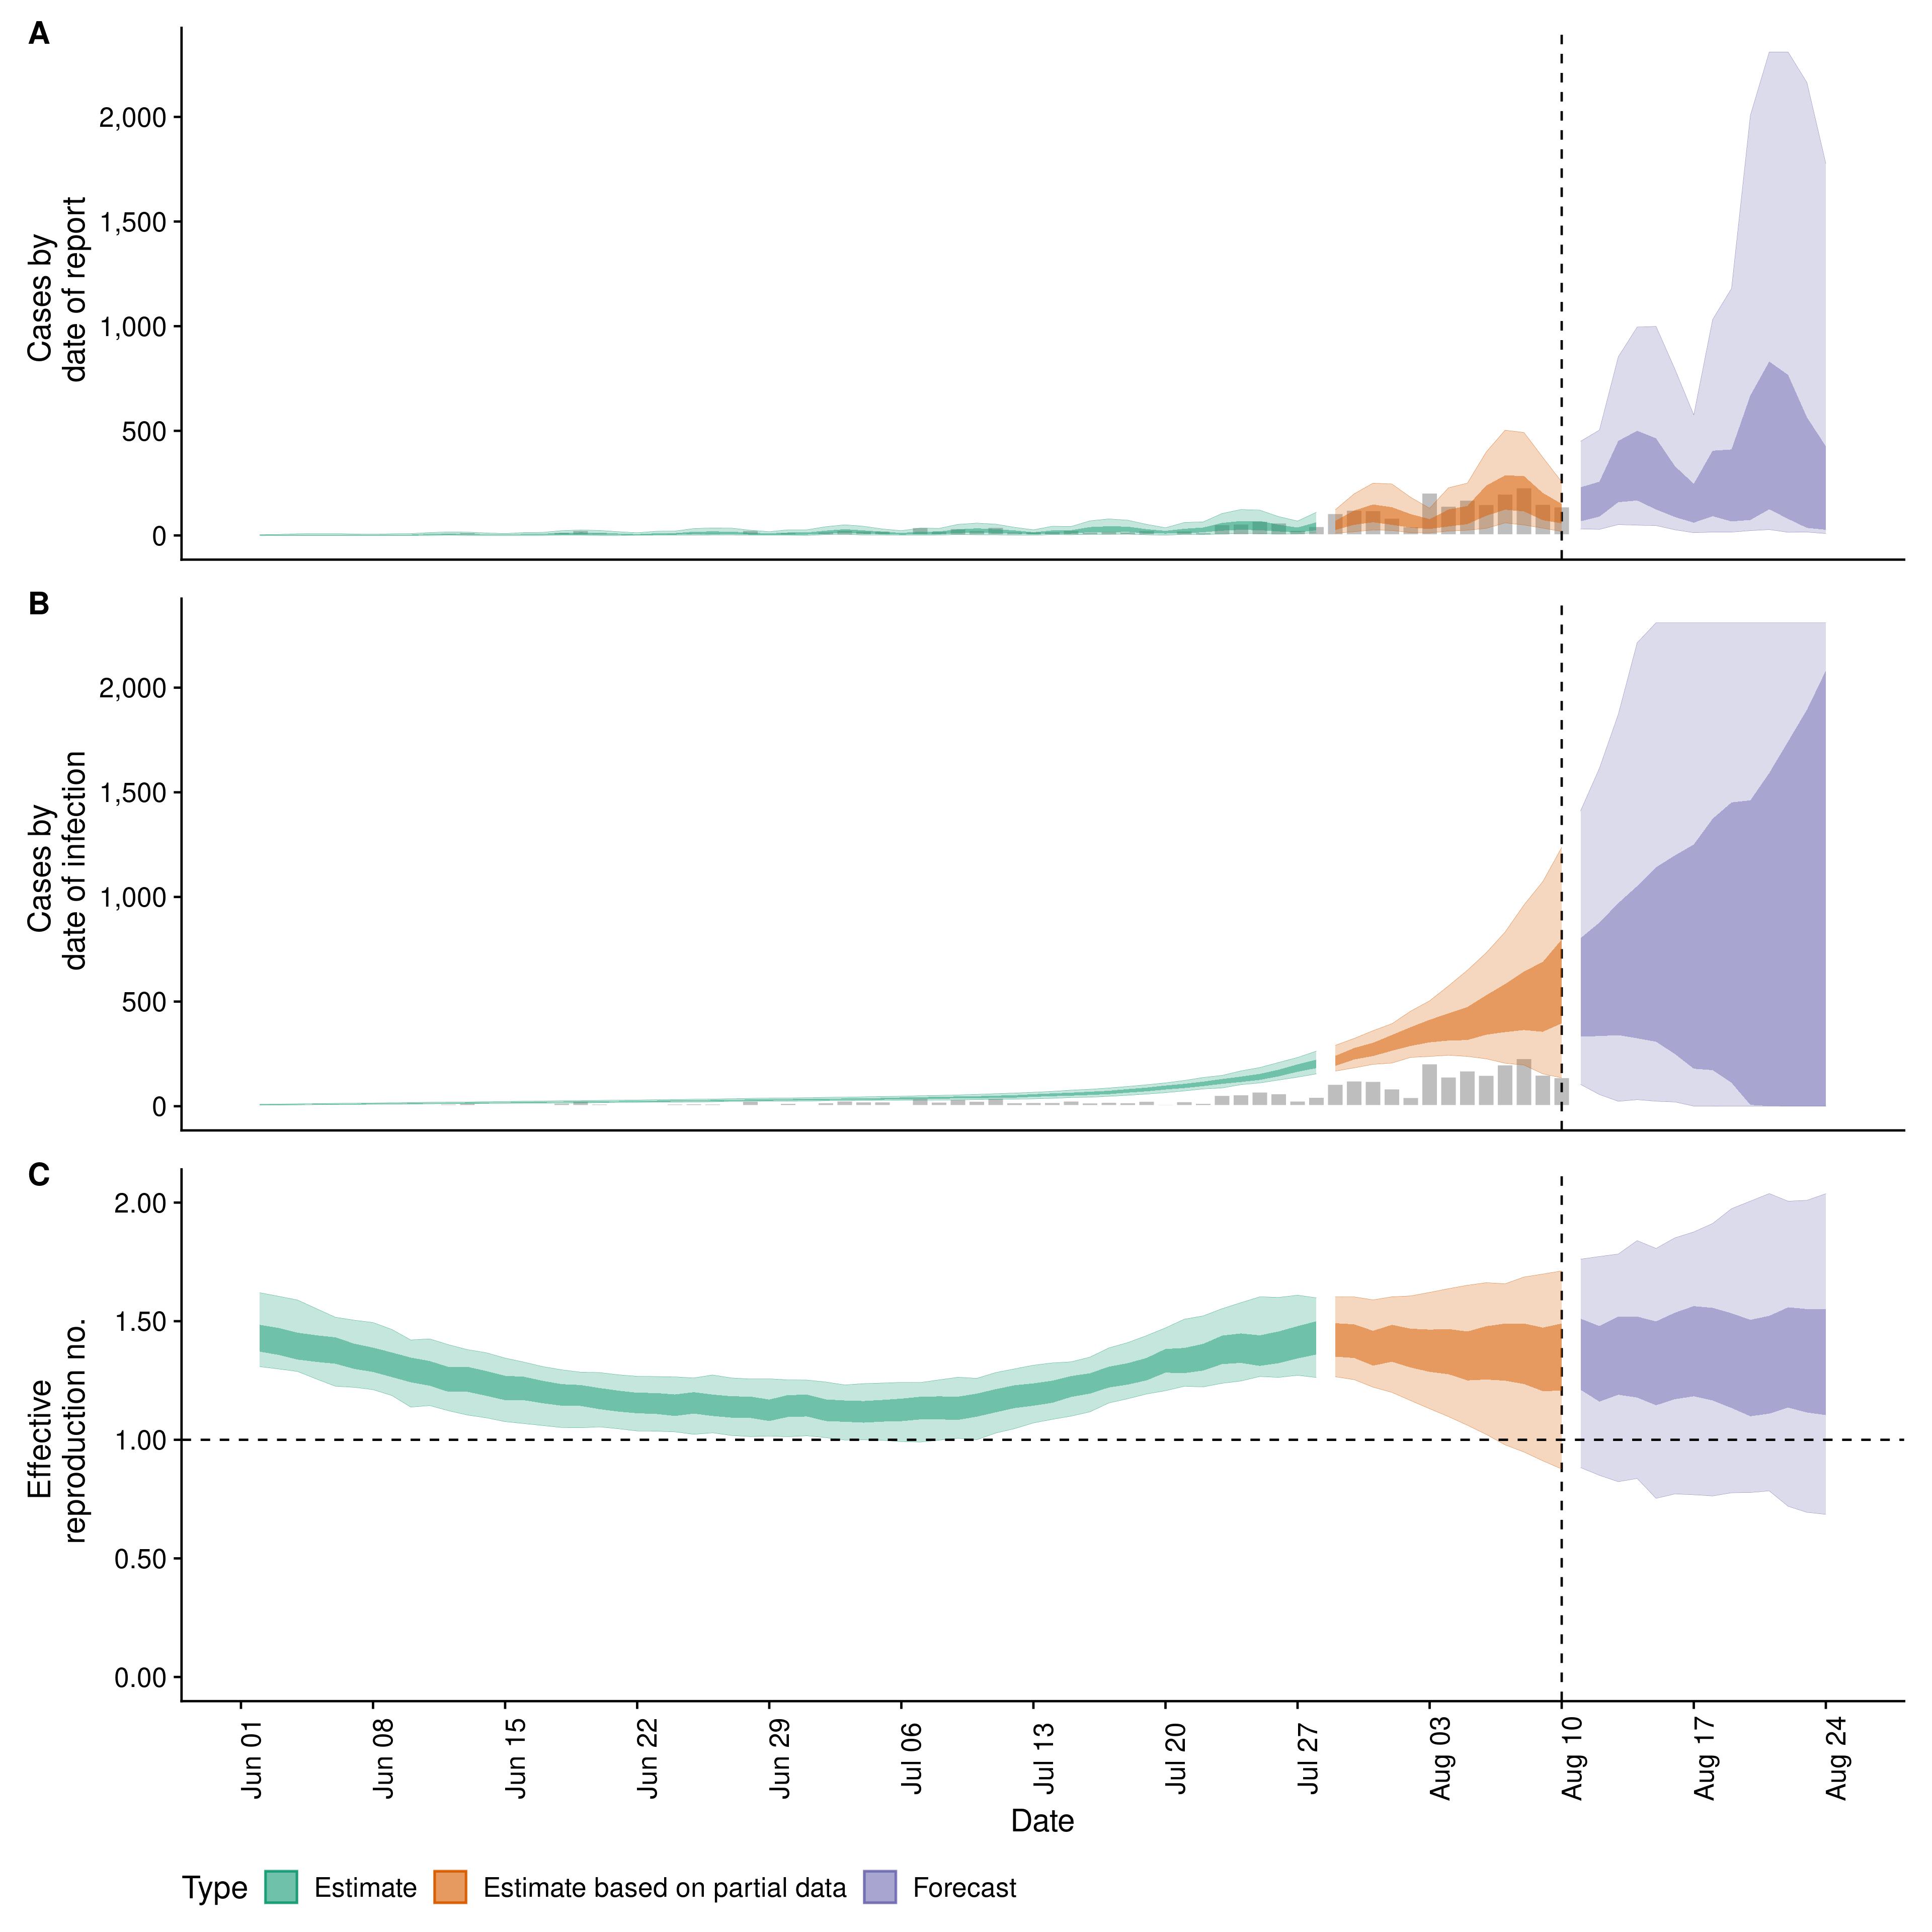 A
Cases by
date of report
2,000
1,500
1,000
500
0
B
Cases by
date of infection
2,000
1,500
1,000
500
0
C
Effective
reproduction no.
2.00
1.50
1.00
0.50
0.00
Jun 01
Jun 08
Jun 15
Jun 22
Jun 29
Jul 06
Jul 13
Jul 20
Jul 27
Aug 03
Aug 10
Aug 17
Aug 24
Date
Type Estimate Estimate based on partial data Forecast